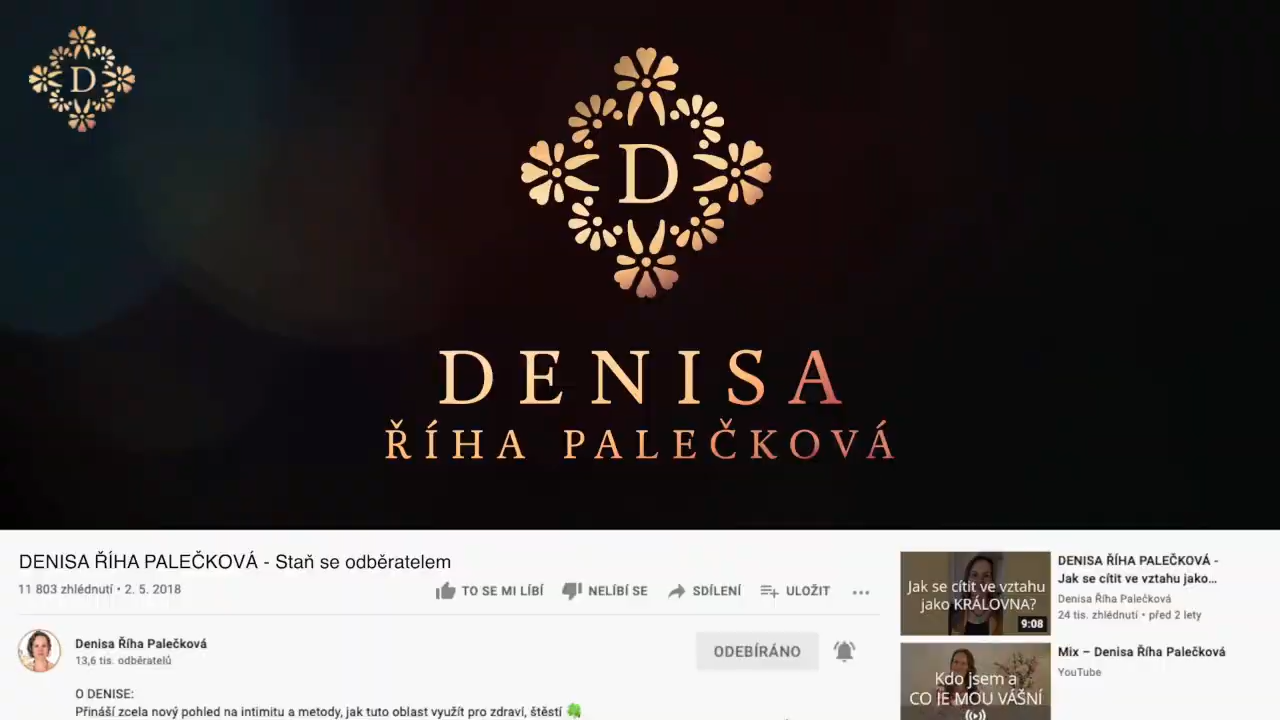 D
D
DENISA
ŘÍHA PALEČKOVÁ
DENISA ŘÍHA PALEČKOVÁ - Staň se odběratelem
11 803 zhlédnutí • 2. 5. 2018
TO SE MI LÍBÍ
NELÍBÍ SE
SDÍLENÍ
ULOŽIT
Denisa Říha Palečková
13,6 tis. odběratelů
ODEBÍRÁNO
O DENISE:
Přináší zcela nový pohled na intimitu a metody, jak tuto oblast využít pro zdraví, štěstí 🍀
Jak se cítit ve vztahu
jako KRÁLOVNA?
9:08
DENISA ŘÍHA PALEČKOVÁ -
Jak se cítit ve vztahu jako...
Denisa Říha Palečková
24 tis. zhlédnutí • před 2 lety
Kdo jsem a
CO JE MOU VÁŠNÍ
Mix – Denisa Říha Palečková
YouTube